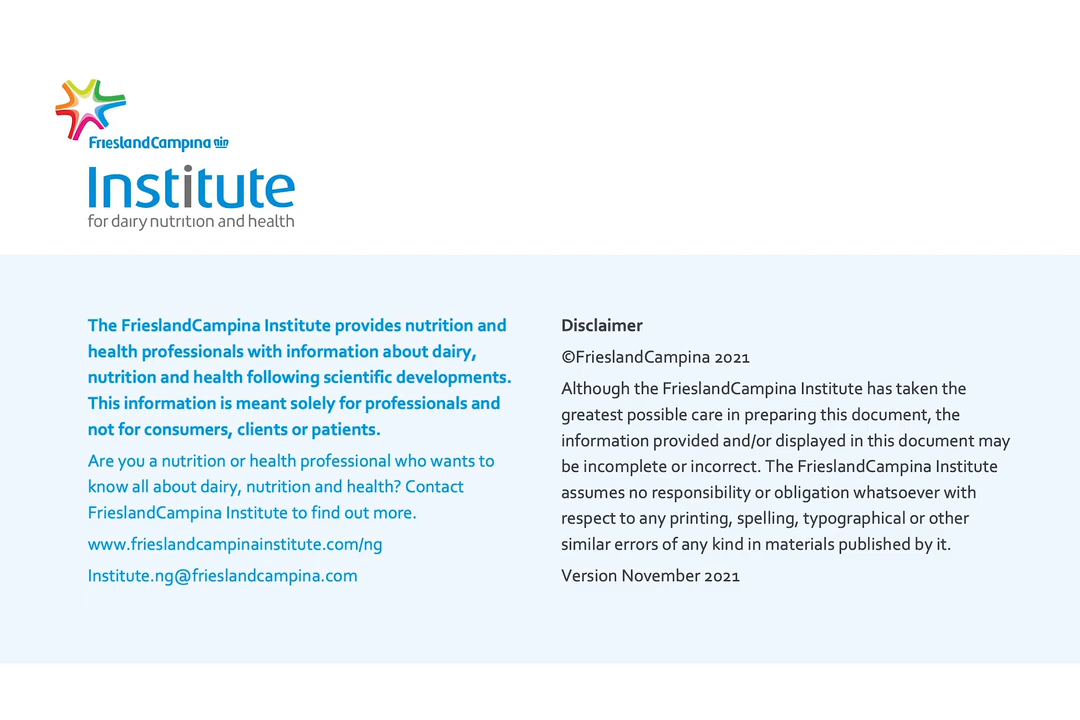 FrieslandCampina
Institute
for dairy nutrition and health
The FrieslandCampina Institute provides nutrition and
health professionals with information about dairy,
nutrition and health following scientific developments.
This information is meant solely for professionals and
not for consumers, clients or patients.
Are you a nutrition or health professional who wants to
know all about dairy, nutrition and health? Contact
FrieslandCampina Institute to find out more.
www.frieslandcampinainstitute.com/ng
Institute.ng@frieslandcampina.com
Disclaimer
©FrieslandCampina 2021
Although the FrieslandCampina Institute has taken the
greatest possible care in preparing this document, the
information provided and/or displayed in this document may
be incomplete or incorrect. The FrieslandCampina Institute
assumes no responsibility or obligation whatsoever with
respect to any printing, spelling, typographical or other
similar errors of any kind in materials published by it.
Version November 2021